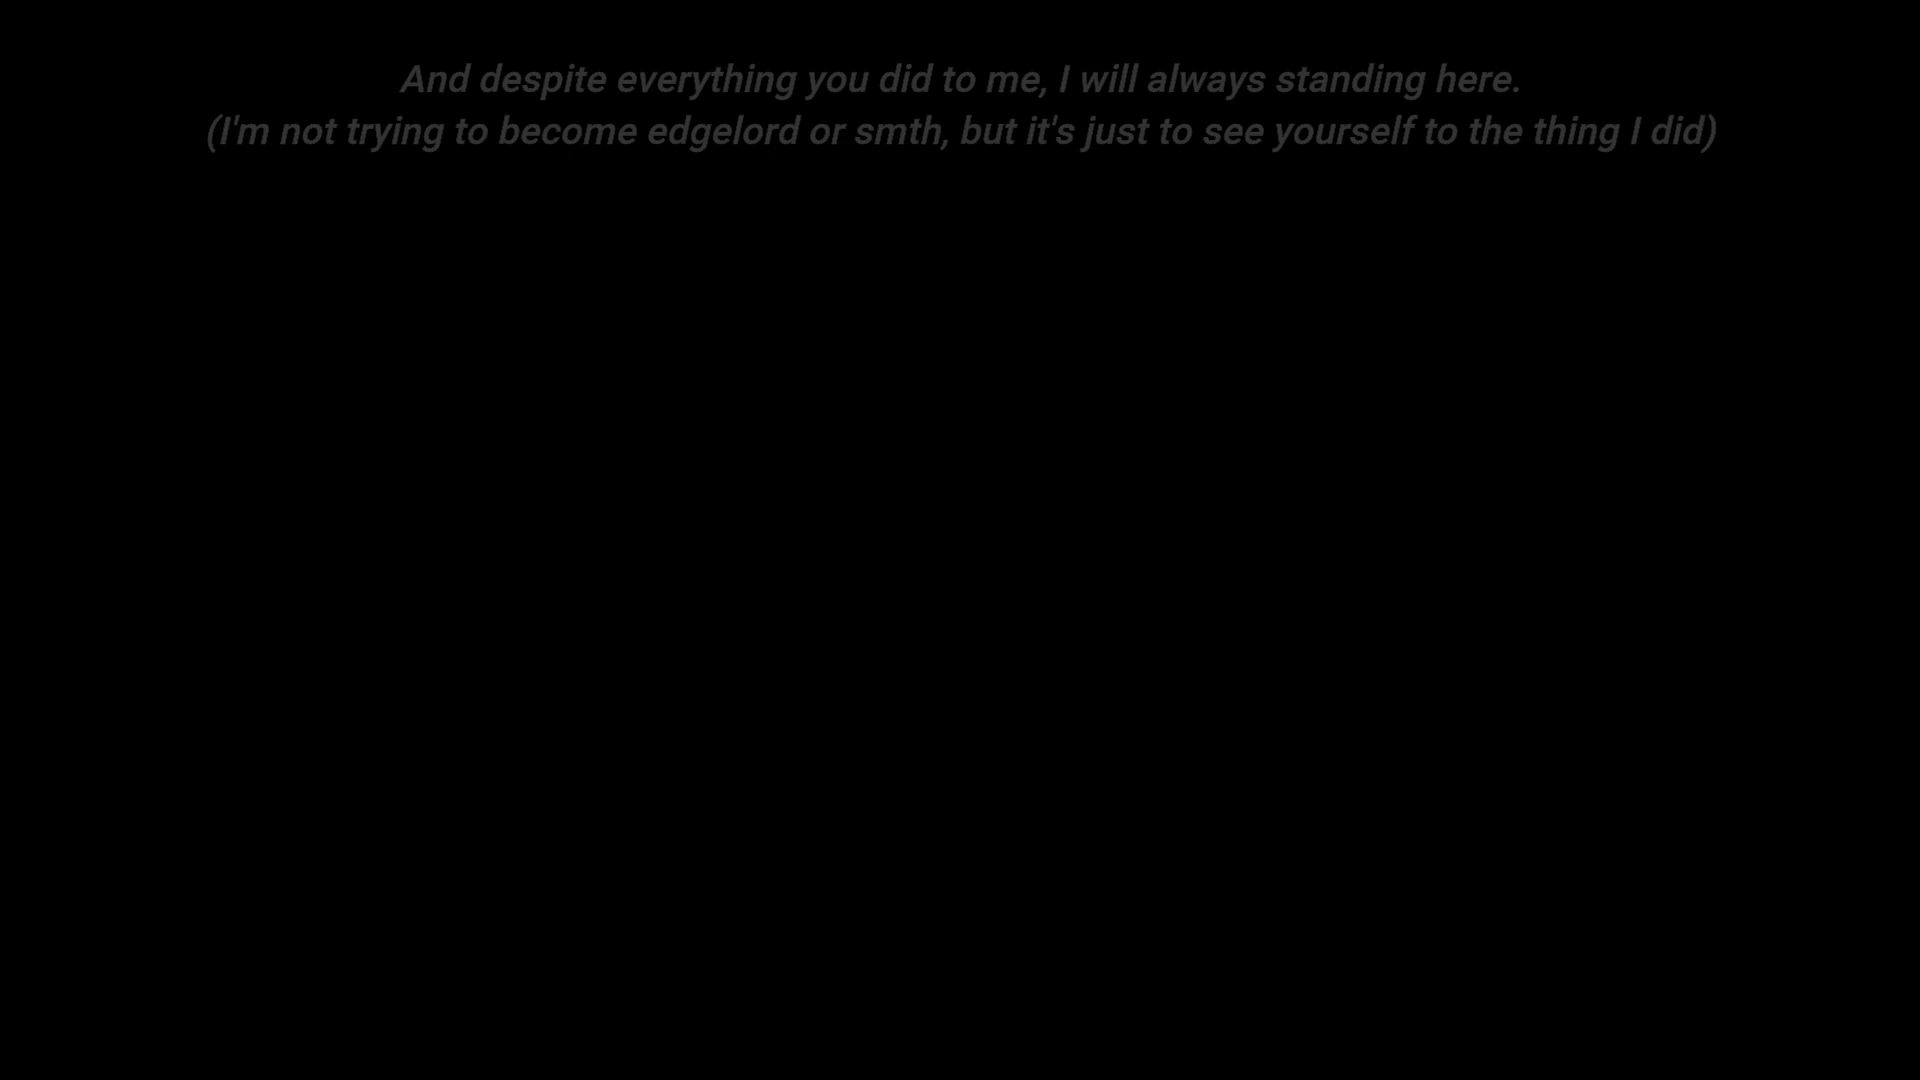 And despite everything you did to me, I will always standing here.
(I'm not trying to become edgelord or smth, but it's just to see yourself to the thing I did)